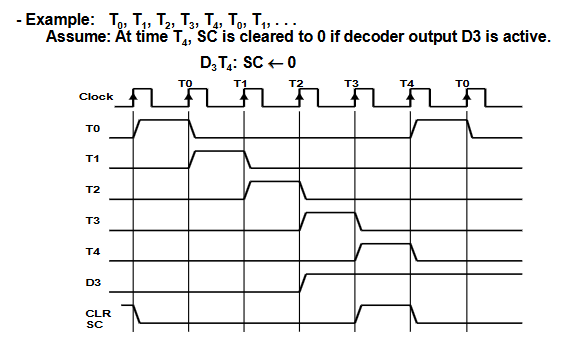 - Example: T0, T1, T2, T3, T4, T0, T1, . . .
Assume: At time T4, SC is cleared to 0 if decoder output D3 is active.
D3T4: SC ← 0
T0 T1 T2 T3 T4 T0
Clock
T0
T1
T2
T3
T4
D3
CLR
SC